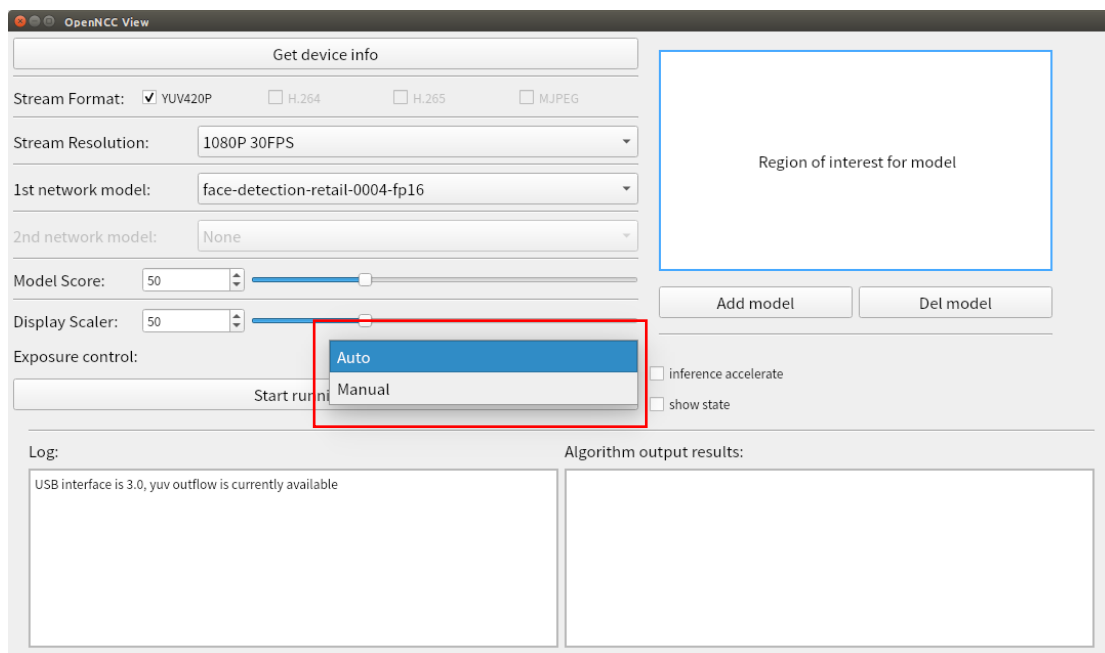 OpenNCC View
Get device info
Stream Format: YUV420P H.264 H.265 MJPEG
Stream Resolution: 1080P 30FPS
1st network model: face-detection-retail-0004-fp16
2nd network model: None
Model Score: 50
Display Scaler: 50
Exposure control:
Auto
Manual
Start runni
Region of interest for model
Add model Del model
inference accelerate
show state
Log:
USB interface is 3.0, yuv outflow is currently available
Algorithm output results: